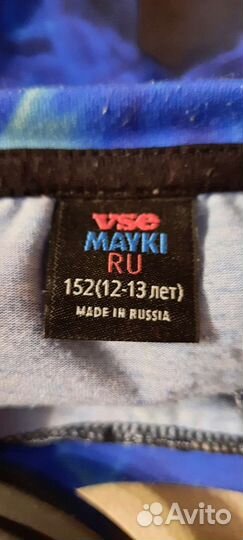 vse
MAYKI
RU
152(12-13 лет)
MADE IN RUSSIA
Avito